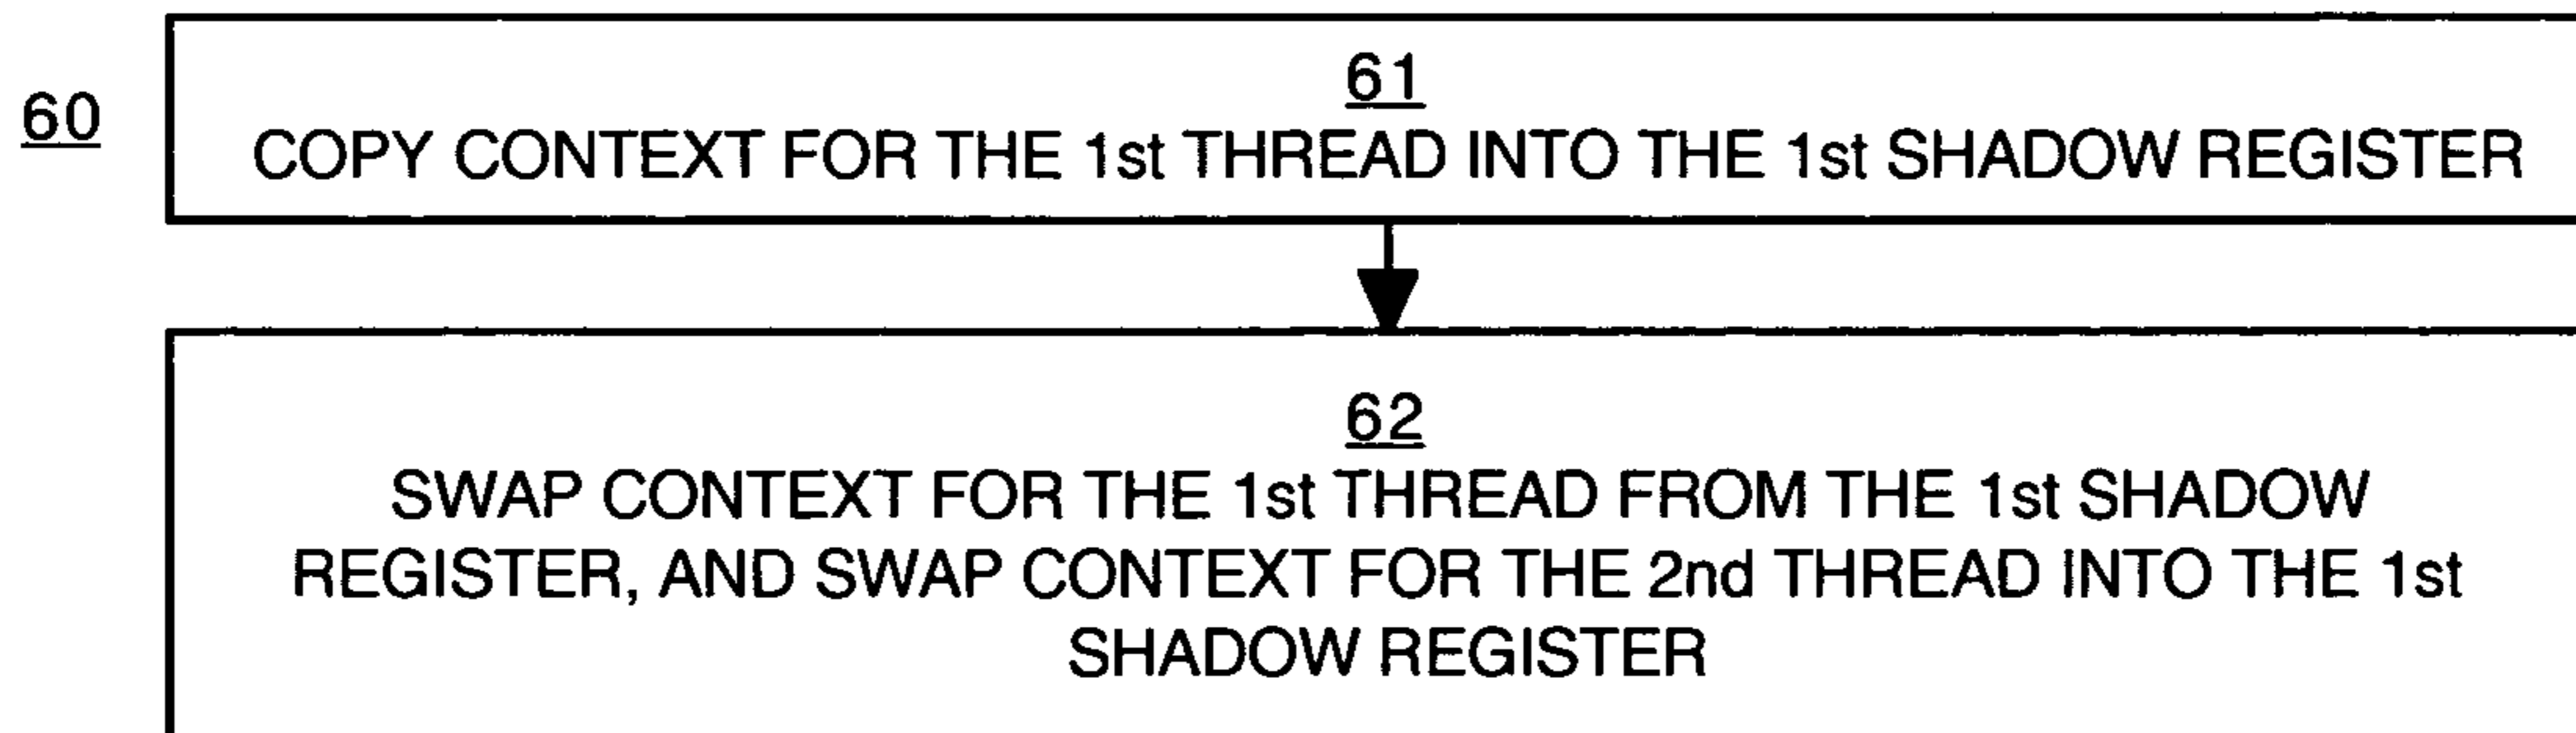 60
61
COPY CONTEXT FOR THE 1st THREAD INTO THE 1st SHADOW REGISTER
62
SWAP CONTEXT FOR THE 1st THREAD FROM THE 1st SHADOW
REGISTER, AND SWAP CONTEXT FOR THE 2nd THREAD INTO THE 1st
SHADOW REGISTER